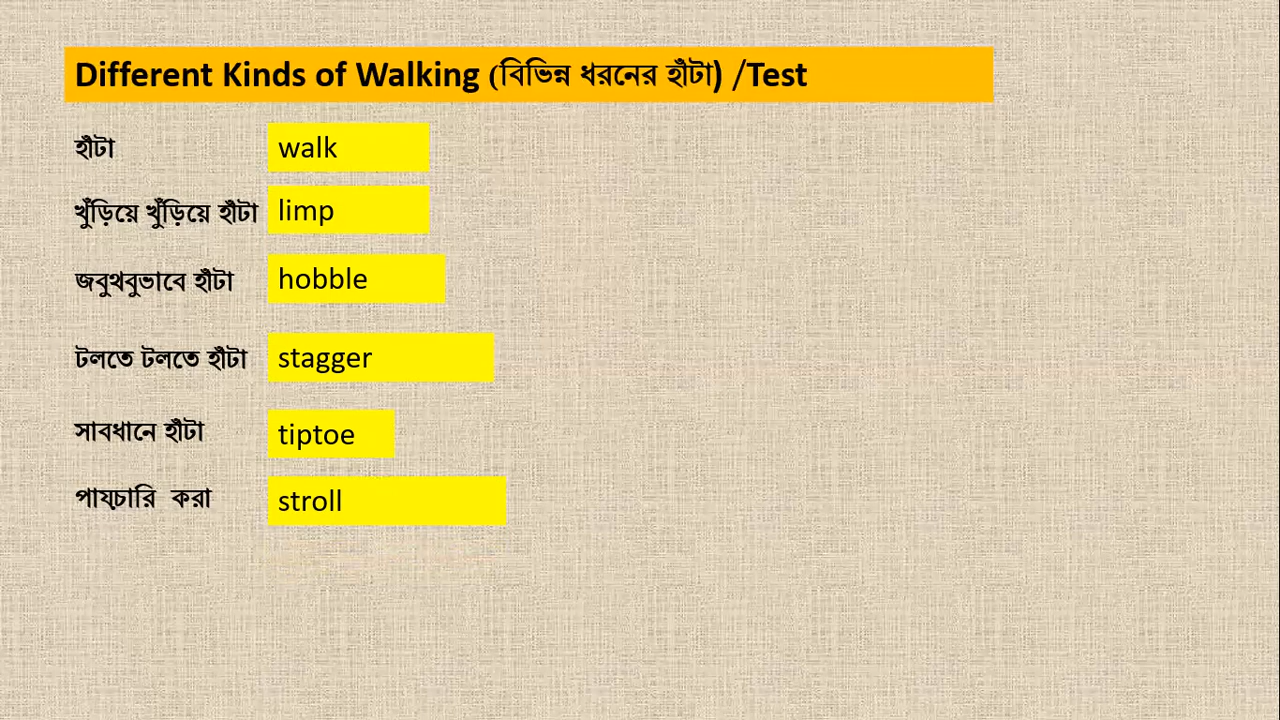 Different Kinds of Walking (বিভিন্ন ধরনের হাঁটা) /Test
হাঁটা walk
খুঁড়িয়ে খুঁড়িয়ে হাঁটা limp
জবুথবুভাবে হাঁটা hobble
টলতে টলতে হাঁটা stagger
সাবধানে হাঁটা tiptoe
পায়চারি করা stroll